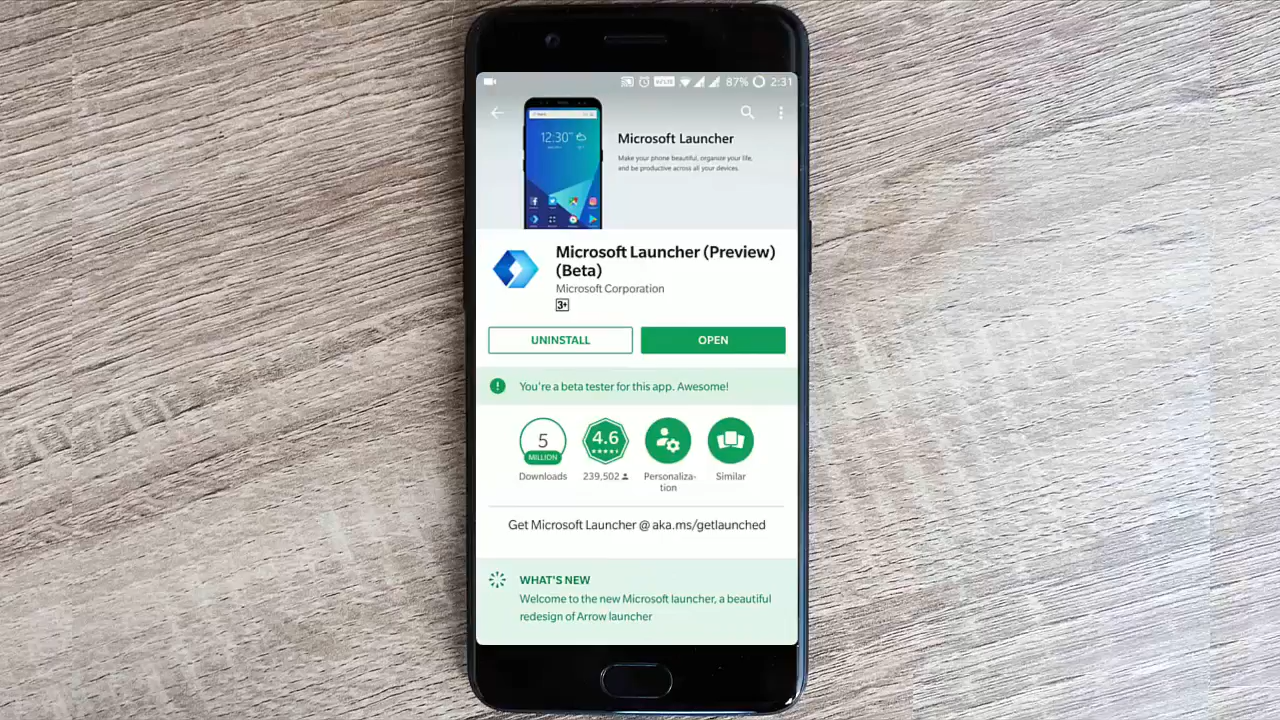 VoLTE 87% 2:31
12:30
Microsoft Launcher
Make your phone beautiful, organize your life,
and be productive across all your devices.
Microsoft Launcher (Preview)
(Beta)
Microsoft Corporation
3+
UNINSTALL OPEN
You're a beta tester for this app. Awesome!
5 4.6
MILLION
Downloads 239,502 Personaliza- Similar
tion
Get Microsoft Launcher @ aka.ms/getlaunched
WHAT'S NEW
Welcome to the new Microsoft launcher, a beautiful
redesign of Arrow launcher